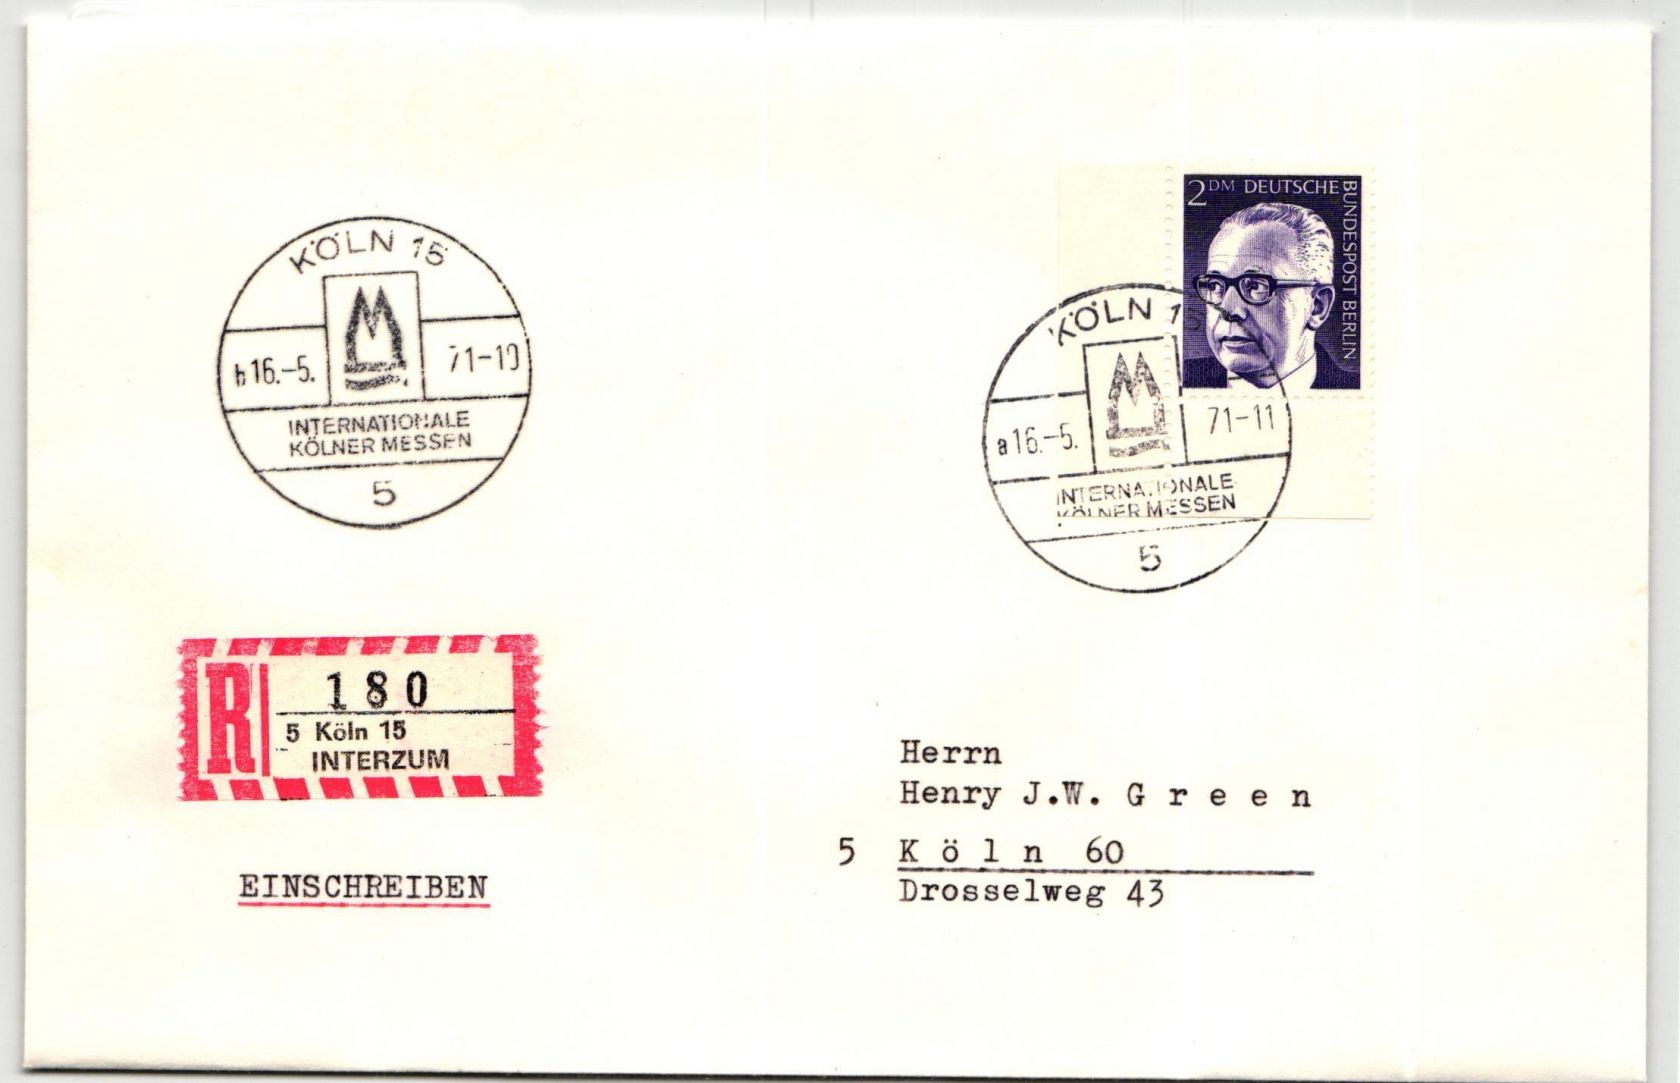 2 DM DEUTSCHE
BUNDESPOST BERLIN
KÖLN 15
h 16.-5. 71-10
INTERNATIONALE
KÖLNER MESSEN
5
KÖLN 15
a 16.-5. 71-11
INTERNATIONALE
KÖLNER MESSEN
5
R 180
5 Köln 15
INTERZUM
EINSCHREIBEN
Herrn
Henry J.W. G r e e n
5 K ö l n 60
Drosselweg 43